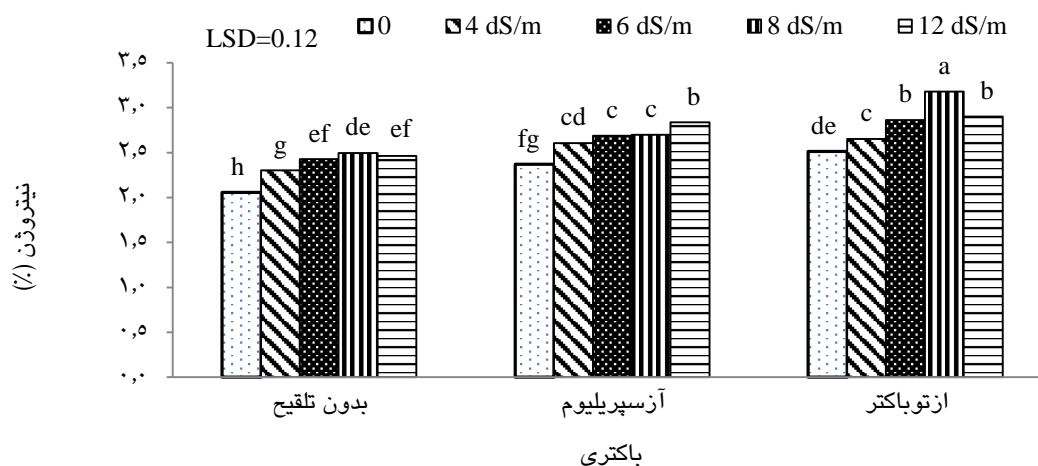 LSD=0.12 0 4 dS/m 6 dS/m 8 dS/m 12 dS/m
نیتروژن (٪)
۳,۵
۳,۰
۲,۵
۲,۰
۱,۵
۱,۰
۰,۵
۰,۰
h g ef de ef
fg cd c c b
de c b a b
بدون تلقیح
آزسپریلیوم
ازتوباکتر
باکتری